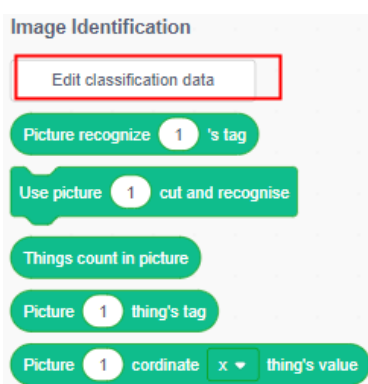 Image Identification
Edit classification data
Picture recognize 1 's tag
Use picture 1 cut and recognise
Things count in picture
Picture 1 thing's tag
Picture 1 cordinate x thing's value